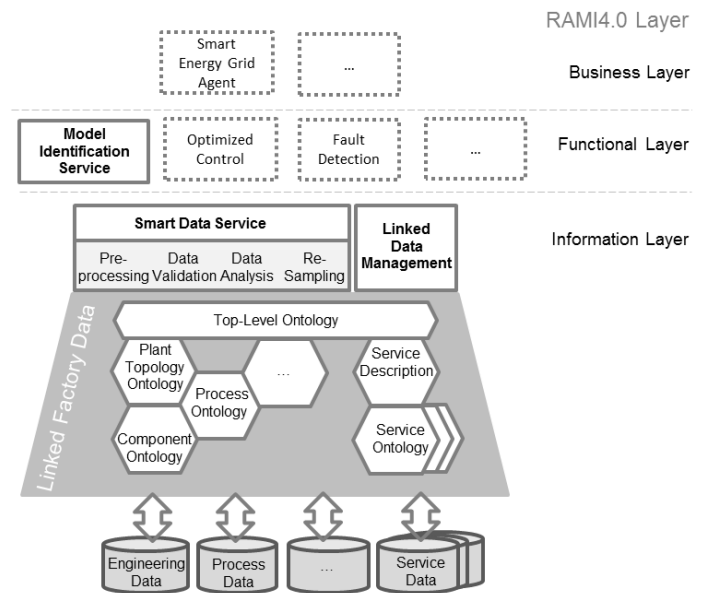 RAMI4.0 Layer
Smart
Energy Grid
Agent
...
Business Layer
Model
Identification
Service
Optimized
Control
Fault
Detection
...
Functional Layer
Smart Data Service
Pre-
processing
Data
Validation
Data
Analysis
Re-
Sampling
Linked
Data
Management
Information Layer
Linked Factory Data
Top-Level Ontology
Plant
Topology
Ontology
Process
Ontology
...
Service
Description
Component
Ontology
Service
Ontology
Engineering
Data
Process
Data
...
Service
Data